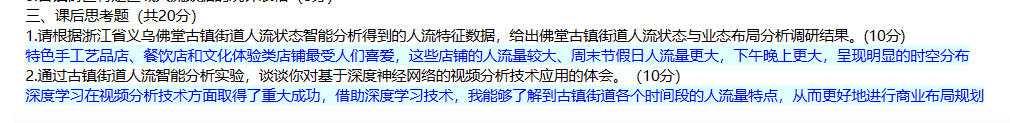 三、课后思考题（共20分）
1.请根据浙江省义乌佛堂古镇街道人流状态智能分析得到的人流特征数据，给出佛堂古镇街道人流状态与业态布局分析调研结果。(10分)
特色手工艺品店、餐饮店和文化体验类店铺最受人们喜爱，这些店铺的人流量较大、周末节假日人流量更大，下午晚上更大，呈现明显的时空分布
2.通过古镇街道人流智能分析实验，谈谈你对基于深度神经网络的视频分析技术应用的体会。（10分）
深度学习在视频分析技术方面取得了重大成功，借助深度学习技术，我能够了解到古镇街道各个时间段的人流量特点，从而更好地进行商业布局规划